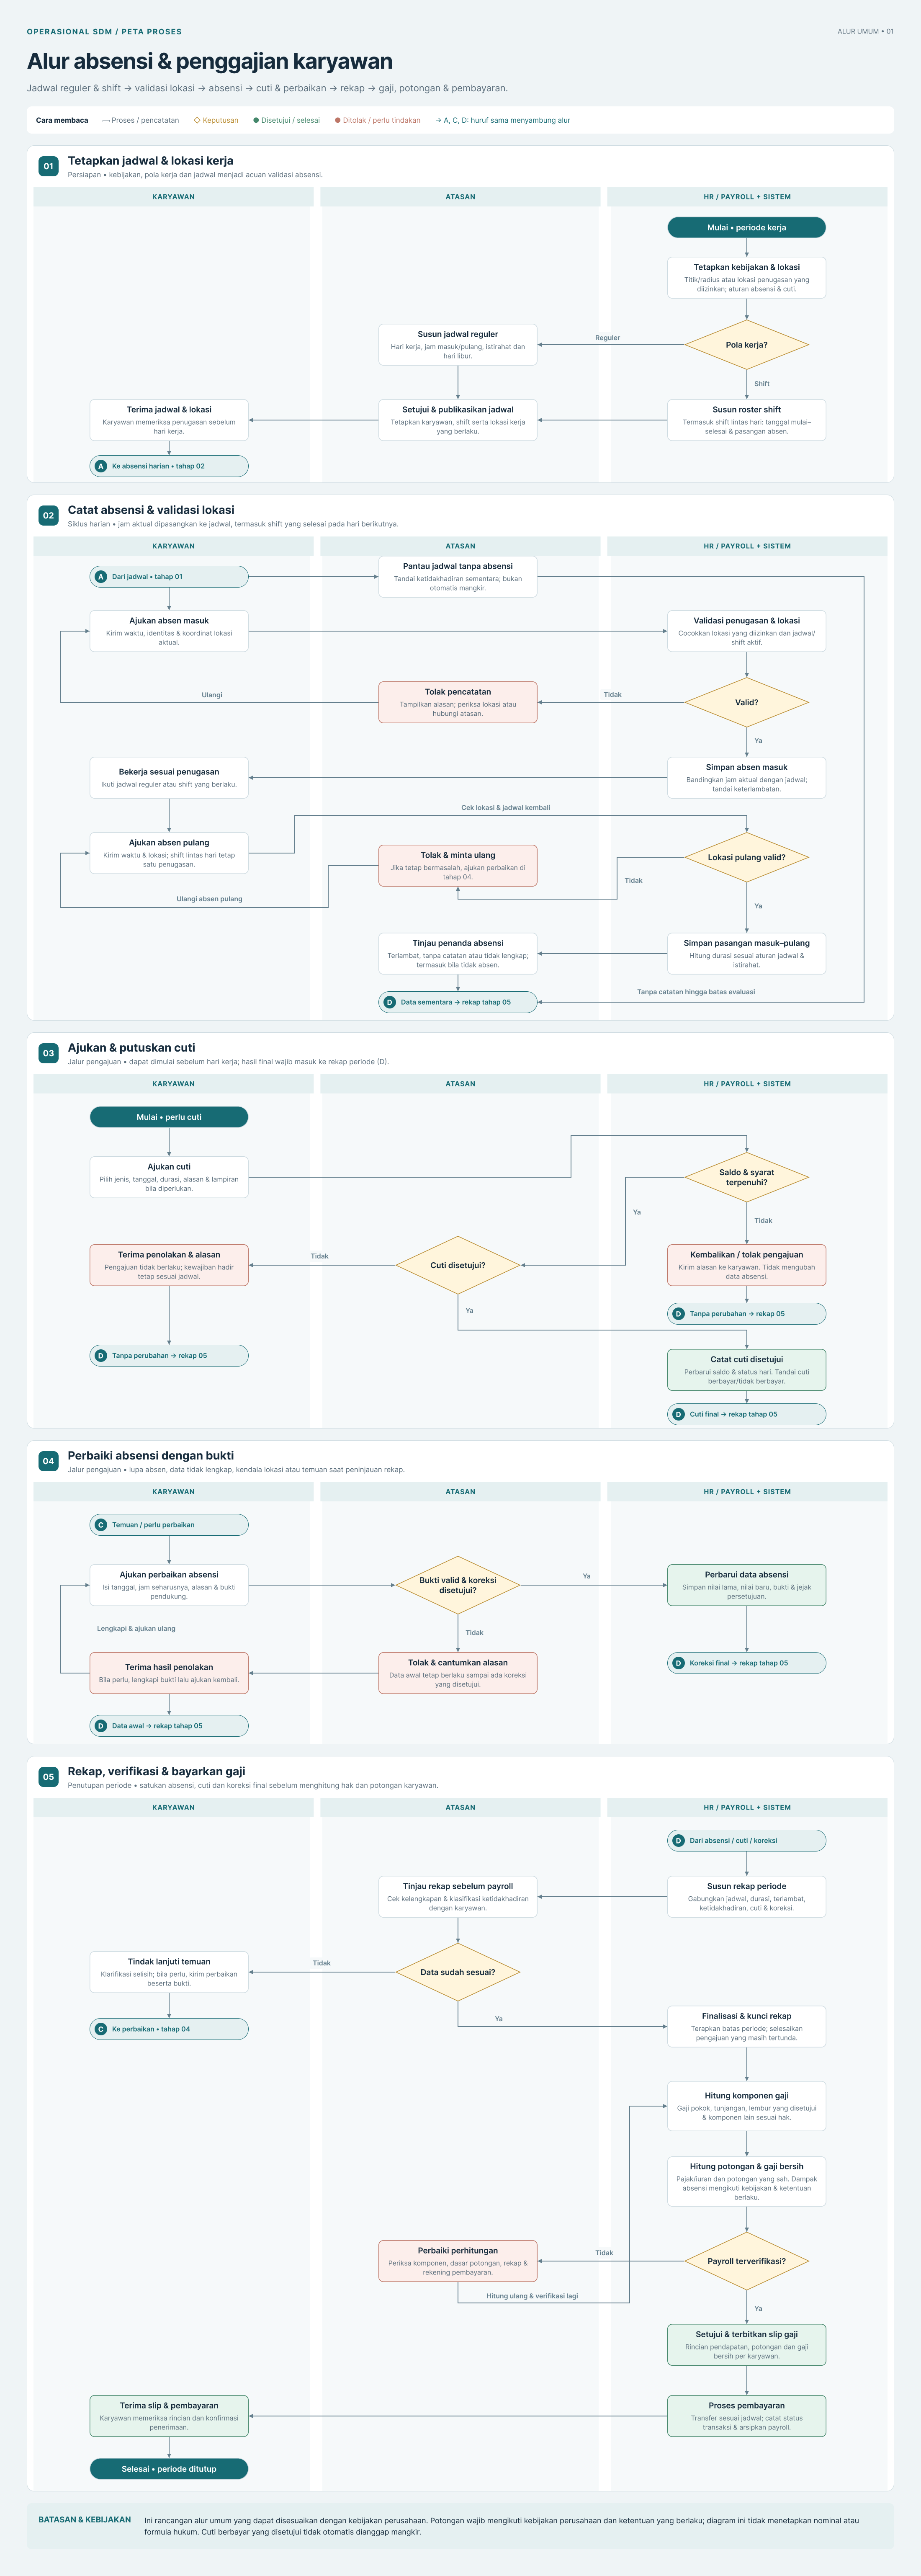 OPERASIONAL SDM / PETA PROSES
ALUR UMUM • 01
Alur absensi & penggajian karyawan
Jadwal reguler & shift → validasi lokasi → absensi → cuti & perbaikan → rekap → gaji, potongan & pembayaran.
Cara membaca
Proses / pencatatan
Keputusan
Disetujui / selesai
Ditolak / perlu tindakan
→ A, C, D: huruf sama menyambung alur
01
Tetapkan jadwal & lokasi kerja
Persiapan • kebijakan, pola kerja dan jadwal menjadi acuan validasi absensi.
KARYAWAN
ATASAN
HR / PAYROLL + SISTEM
Mulai • periode kerja
Tetapkan kebijakan & lokasi
Titik/radius atau lokasi penugasan yang
diizinkan; aturan absensi & cuti.
Susun jadwal reguler
Hari kerja, jam masuk/pulang, istirahat dan
hari libur.
Reguler
Pola kerja?
Shift
Terima jadwal & lokasi
Karyawan memeriksa penugasan sebelum
hari kerja.
Setujui & publikasikan jadwal
Tetapkan karyawan, shift serta lokasi kerja
yang berlaku.
Susun roster shift
Termasuk shift lintas hari: tanggal mulai–
selesai & pasangan absen.
A
Ke absensi harian • tahap 02
02
Catat absensi & validasi lokasi
Siklus harian • jam aktual dipasangkan ke jadwal, termasuk shift yang selesai pada hari berikutnya.
KARYAWAN
ATASAN
HR / PAYROLL + SISTEM
A
Dari jadwal • tahap 01
Pantau jadwal tanpa absensi
Tandai ketidakhadiran sementara; bukan
otomatis mangkir.
Ajukan absen masuk
Kirim waktu, identitas & koordinat lokasi
aktual.
Validasi penugasan & lokasi
Cocokkan lokasi yang diizinkan dan jadwal/
shift aktif.
Ulangi
Tolak pencatatan
Tampilkan alasan; periksa lokasi atau
hubungi atasan.
Tidak
Valid?
Ya
Bekerja sesuai penugasan
Ikuti jadwal reguler atau shift yang berlaku.
Simpan absen masuk
Bandingkan jam aktual dengan jadwal;
tandai keterlambatan.
Cek lokasi & jadwal kembali
Ajukan absen pulang
Kirim waktu & lokasi; shift lintas hari tetap
satu penugasan.
Tolak & minta ulang
Jika tetap bermasalah, ajukan perbaikan di
tahap 04.
Lokasi pulang valid?
Tidak
Ulangi absen pulang
Ya
Tinjau penanda absensi
Terlambat, tanpa catatan atau tidak lengkap;
termasuk bila tidak absen.
Simpan pasangan masuk–pulang
Hitung durasi sesuai aturan jadwal &
istirahat.
Tanpa catatan hingga batas evaluasi
D
Data sementara → rekap tahap 05
03
Ajukan & putuskan cuti
Jalur pengajuan • dapat dimulai sebelum hari kerja; hasil final wajib masuk ke rekap periode (D).
KARYAWAN
ATASAN
HR / PAYROLL + SISTEM
Mulai • perlu cuti
Ajukan cuti
Pilih jenis, tanggal, durasi, alasan & lampiran
bila diperlukan.
Saldo & syarat
terpenuhi?
Ya
Tidak
Terima penolakan & alasan
Pengajuan tidak berlaku; kewajiban hadir
tetap sesuai jadwal.
Tidak
Cuti disetujui?
Kembalikan / tolak pengajuan
Kirim alasan ke karyawan. Tidak mengubah
data absensi.
Ya
D
Tanpa perubahan → rekap 05
D
Tanpa perubahan → rekap 05
Catat cuti disetujui
Perbarui saldo & status hari. Tandai cuti
berbayar/tidak berbayar.
D
Cuti final → rekap tahap 05
04
Perbaiki absensi dengan bukti
Jalur pengajuan • lupa absen, data tidak lengkap, kendala lokasi atau temuan saat peninjauan rekap.
KARYAWAN
ATASAN
HR / PAYROLL + SISTEM
C
Temuan / perlu perbaikan
Ajukan perbaikan absensi
Isi tanggal, jam seharusnya, alasan & bukti
pendukung.
Bukti valid & koreksi
disetujui?
Ya
Perbarui data absensi
Simpan nilai lama, nilai baru, bukti & jejak
persetujuan.
Lengkapi & ajukan ulang
Tidak
Terima hasil penolakan
Bila perlu, lengkapi bukti lalu ajukan kembali.
Tolak & cantumkan alasan
Data awal tetap berlaku sampai ada koreksi
yang disetujui.
D
Koreksi final → rekap tahap 05
D
Data awal → rekap tahap 05
05
Rekap, verifikasi & bayarkan gaji
Penutupan periode • satukan absensi, cuti dan koreksi final sebelum menghitung hak dan potongan karyawan.
KARYAWAN
ATASAN
HR / PAYROLL + SISTEM
D
Dari absensi / cuti / koreksi
Tinjau rekap sebelum payroll
Cek kelengkapan & klasifikasi ketidakhadiran
dengan karyawan.
Susun rekap periode
Gabungkan jadwal, durasi, terlambat,
ketidakhadiran, cuti & koreksi.
Tindak lanjuti temuan
Klarifikasi selisih; bila perlu, kirim perbaikan
beserta bukti.
Tidak
Data sudah sesuai?
Ya
C
Ke perbaikan • tahap 04
Finalisasi & kunci rekap
Terapkan batas periode; selesaikan
pengajuan yang masih tertunda.
Hitung komponen gaji
Gaji pokok, tunjangan, lembur yang disetujui
& komponen lain sesuai hak.
Hitung potongan & gaji bersih
Pajak/iuran dan potongan yang sah. Dampak
absensi mengikuti kebijakan & ketentuan
berlaku.
Perbaiki perhitungan
Periksa komponen, dasar potongan, rekap &
rekening pembayaran.
Tidak
Payroll terverifikasi?
Hitung ulang & verifikasi lagi
Ya
Setujui & terbitkan slip gaji
Rincian pendapatan, potongan dan gaji
bersih per karyawan.
Terima slip & pembayaran
Karyawan memeriksa rincian dan konfirmasi
penerimaan.
Proses pembayaran
Transfer sesuai jadwal; catat status
transaksi & arsipkan payroll.
Selesai • periode ditutup
BATASAN & KEBIJAKAN
Ini rancangan alur umum yang dapat disesuaikan dengan kebijakan perusahaan. Potongan wajib mengikuti kebijakan perusahaan dan ketentuan yang berlaku; diagram ini tidak menetapkan nominal atau
formula hukum. Cuti berbayar yang disetujui tidak otomatis dianggap mangkir.